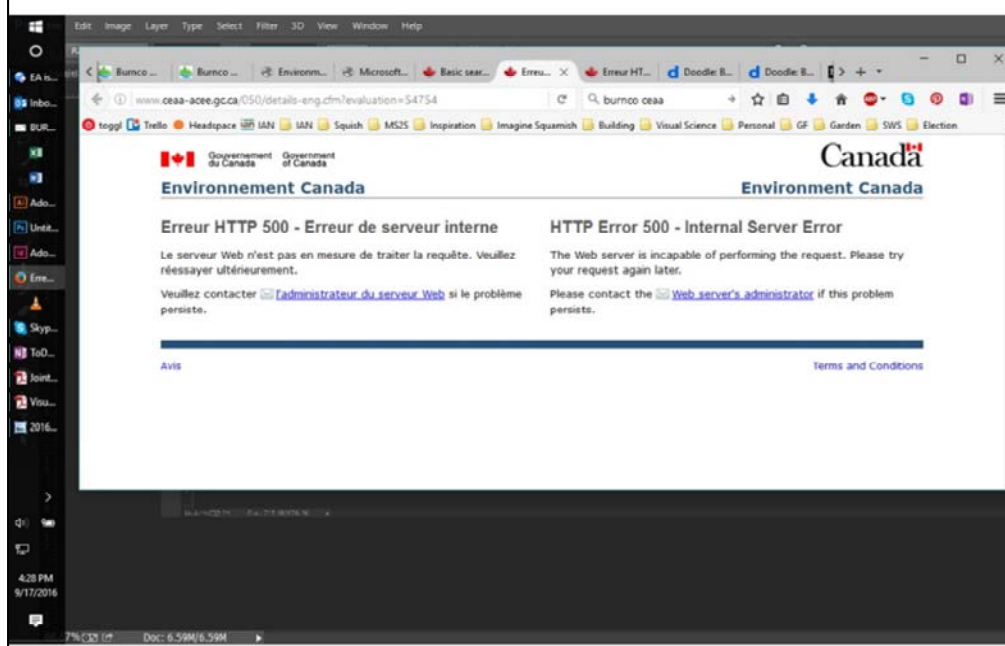 Edit Image Layer Type Select Filter 3D View Window Help
Burnco ... Burnco ... Environm... Microsoft... Basic sear... Erreu... Erreur HT... Doodle: B... Doodle: B...
www.ceaa-acee.gc.ca/050/details-eng.cfm?evaluation=54754 burnco ceaa
toggl Trello Headspace IAN IAN Squish MS2S Inspiration Imagine Squamish Building Visual Science Personal GF Garden SWS Election
EA is...
Inbo...
BUR...
Ado...
Untit...
Ado...
Erre...
Skyp...
ToD...
Joint...
Visu...
2016...
4:28 PM
9/17/2016
Gouvernement du Canada
Government of Canada
Canada
Environnement Canada
Environment Canada
Erreur HTTP 500 - Erreur de serveur interne
Le serveur Web n'est pas en mesure de traiter la requête. Veuillez
réessayer ultérieurement.
Veuillez contacter l'administrateur du serveur Web si le problème
persiste.
HTTP Error 500 - Internal Server Error
The Web server is incapable of performing the request. Please try
your request again later.
Please contact the Web server's administrator if this problem
persists.
Avis
Terms and Conditions
Doc: 6.59M/6.59M